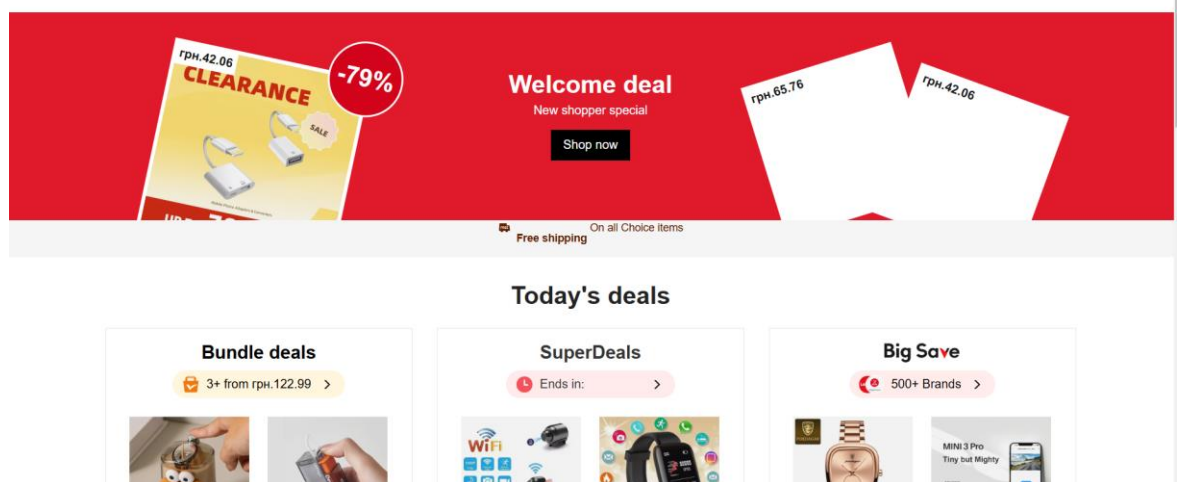 грн.42.06
CLEARANCE
-79%
SALE
Welcome deal
New shopper special
Shop now
грн.65.76
грн.42.06
On all Choice items
Free shipping
Today's deals
Bundle deals
3+ from грн.122.99 >
SuperDeals
Ends in: >
Big Save
500+ Brands >
WiFi
MINI 3 Pro
Tiny but Mighty